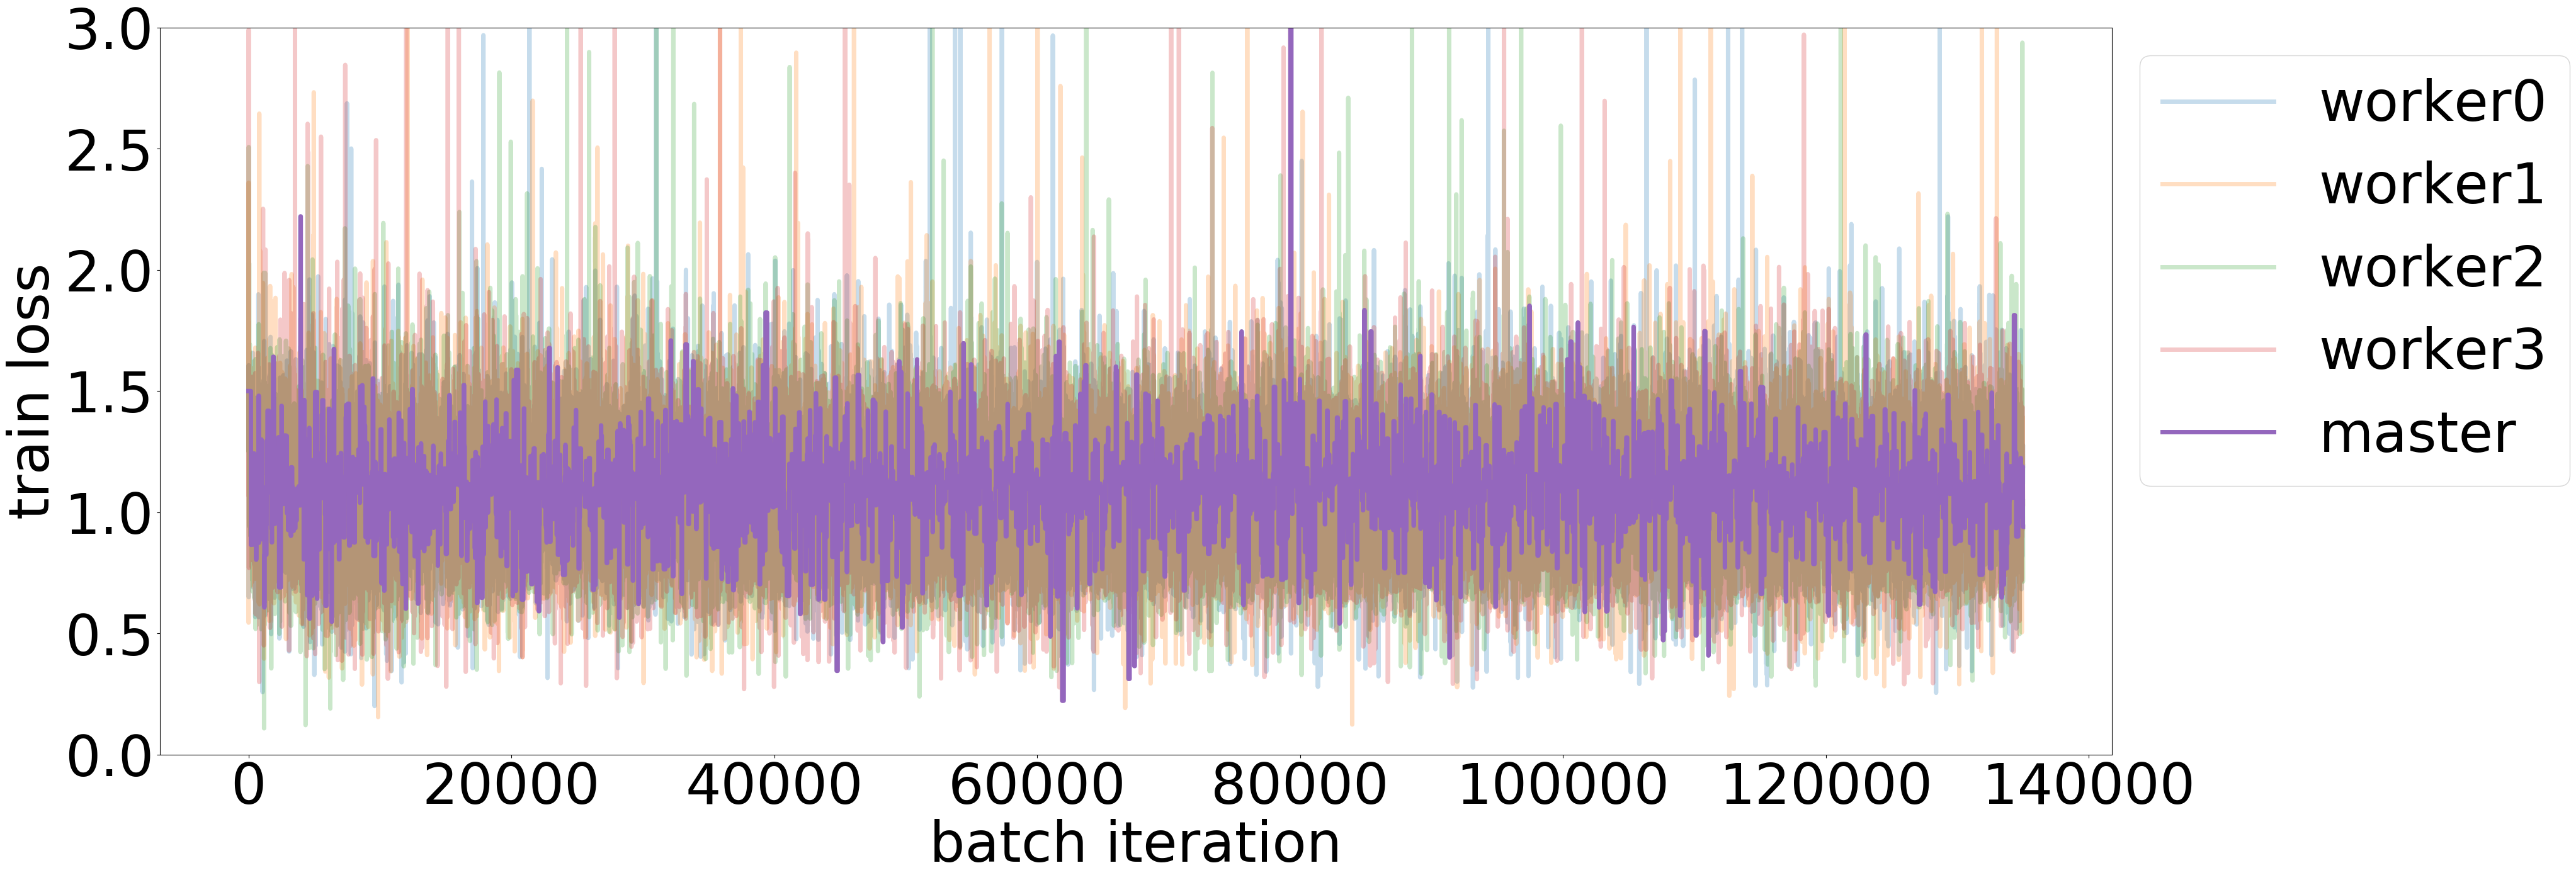 3.0
2.5
2.0
1.5
1.0
0.5
0.0
train loss
0 20000 40000 60000 80000 100000 120000 140000
batch iteration
worker0
worker1
worker2
worker3
master